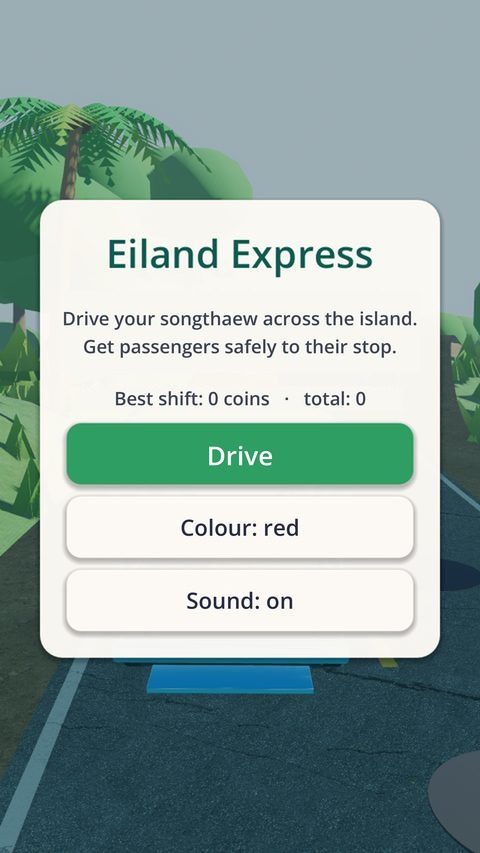 Eiland Express
Drive your songthaew across the island.
Get passengers safely to their stop.
Best shift: 0 coins · total: 0
Drive
Colour: red
Sound: on